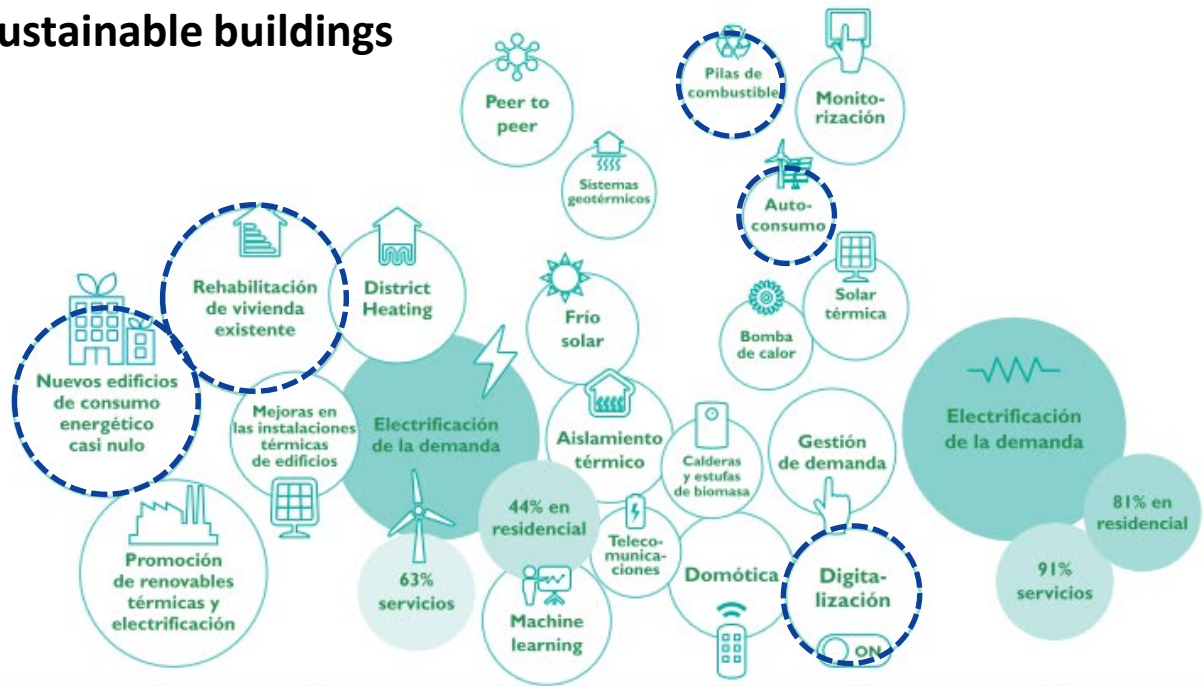 ustainable buildings
Peer to
peer
Pilas de
combustible
Monito-
rización
Sistemas
geotérmicos
Auto-
consumo
Rehabilitación
de vivienda
existente
District
Heating
Frío
solar
Solar
térmica
Bomba
de calor
Nuevos edificios
de consumo
energético
casi nulo
Mejoras en
las instalaciones
térmicas
de edificios
Electrificación
de la demanda
Aislamiento
térmico
Calderas
y estufas
de biomasa
Gestión
de demanda
Electrificación
de la demanda
44% en
residencial
81% en
residencial
Promoción
de renovables
térmicas y
electrificación
63%
servicios
Teleco-
munica-
ciones
Domótica
Digita-
lización
91%
servicios
Machine
learning
ON